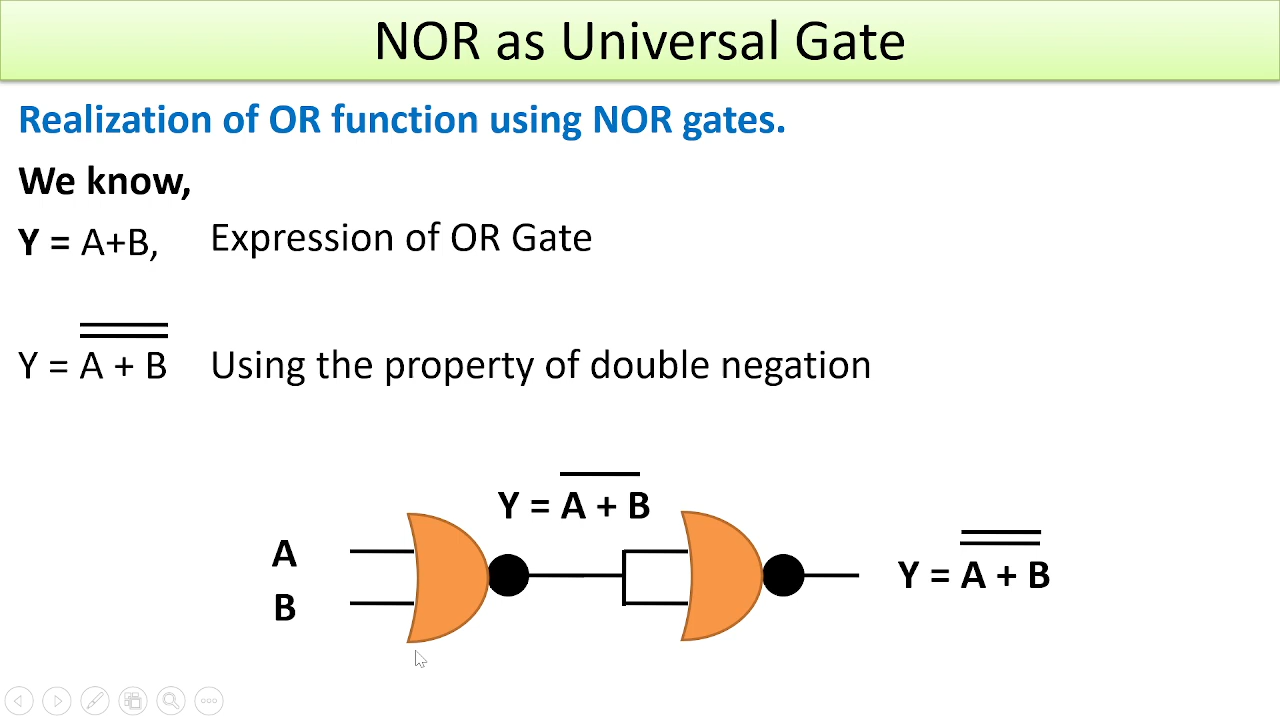 NOR as Universal Gate
Realization of OR function using NOR gates.
We know,
Y = A+B, Expression of OR Gate
Y = A̿ ̿+̿ ̿B̿ Using the property of double negation
Y = A̅ ̅+̅ ̅B̅
A
B
Y = A̿ ̿+̿ ̿B̿